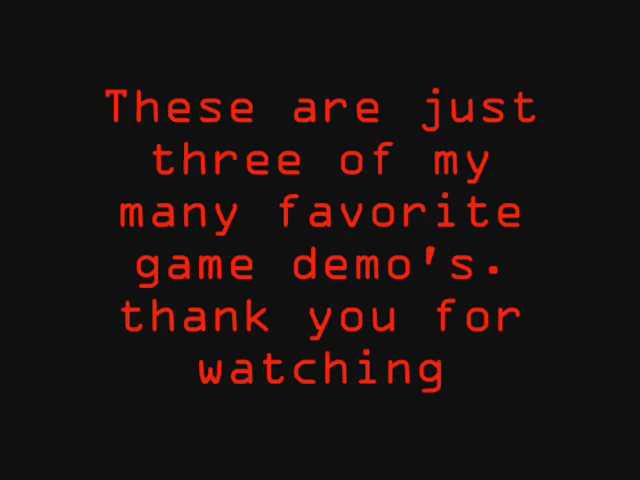 These are just
three of my
many favorite
game demo's.
thank you for
watching